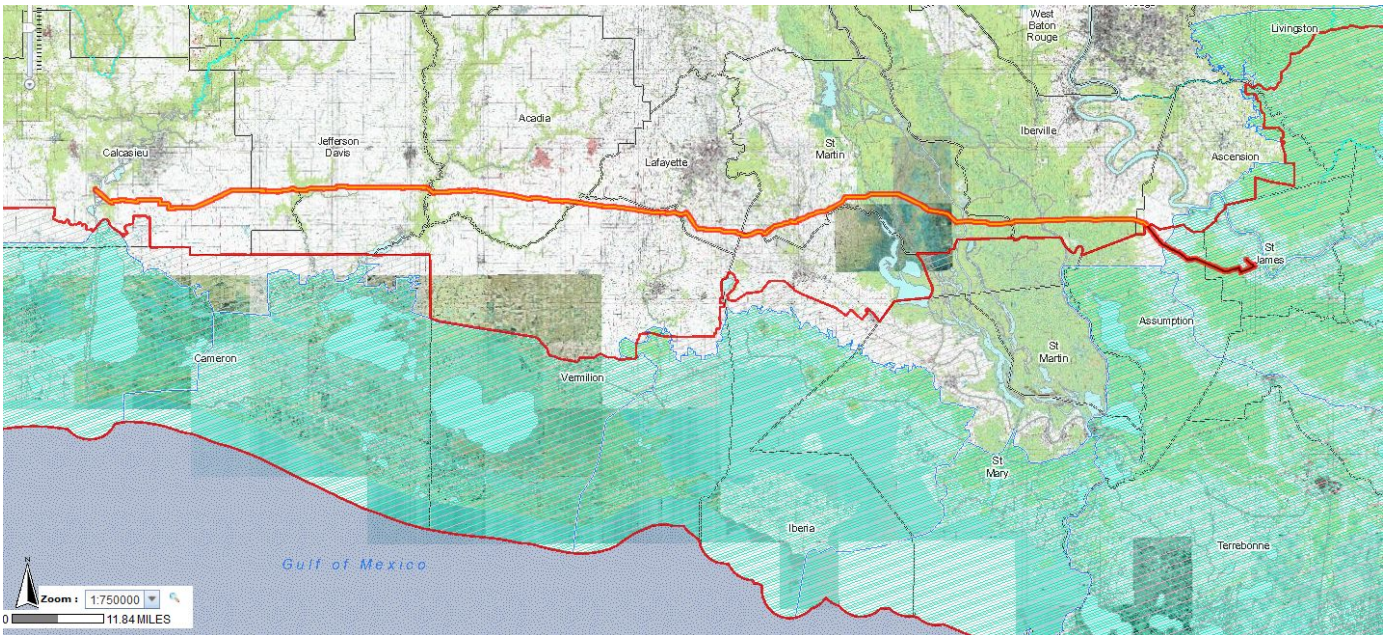 West
Baton
Rouge
Livingston
Acadia
Iberville
Jefferson
Davis
St
Martin
Calcasieu
Lafayette
Ascension
St
James
Assumption
Cameron
St
Martin
Vermilion
St
Mary
Iberia
Terrebonne
Gulf of Mexico
N
Zoom : 1:750000
0 11.84 MILES